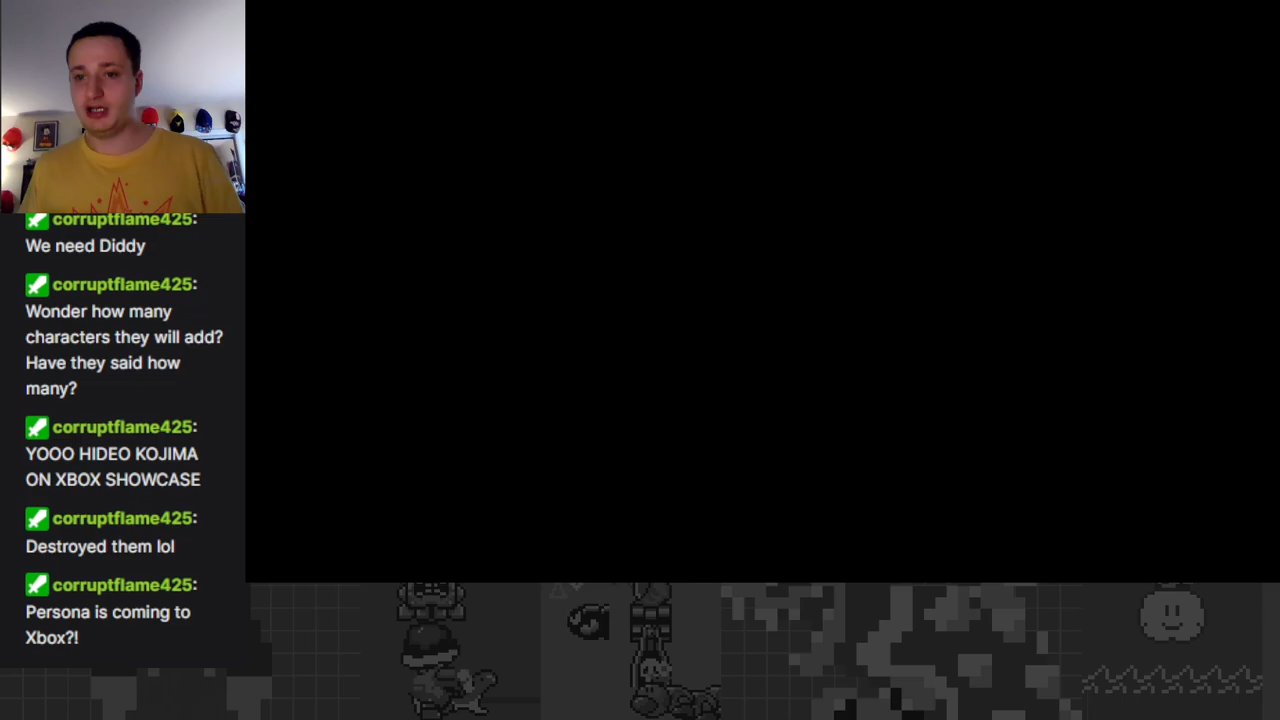 corruptflame425:
We need Diddy
corruptflame425:
Wonder how many
characters they will add?
Have they said how
many?
corruptflame425:
YOOO HIDEO KOJIMA
ON XBOX SHOWCASE
corruptflame425:
Destroyed them lol
corruptflame425:
Persona is coming to
Xbox?!